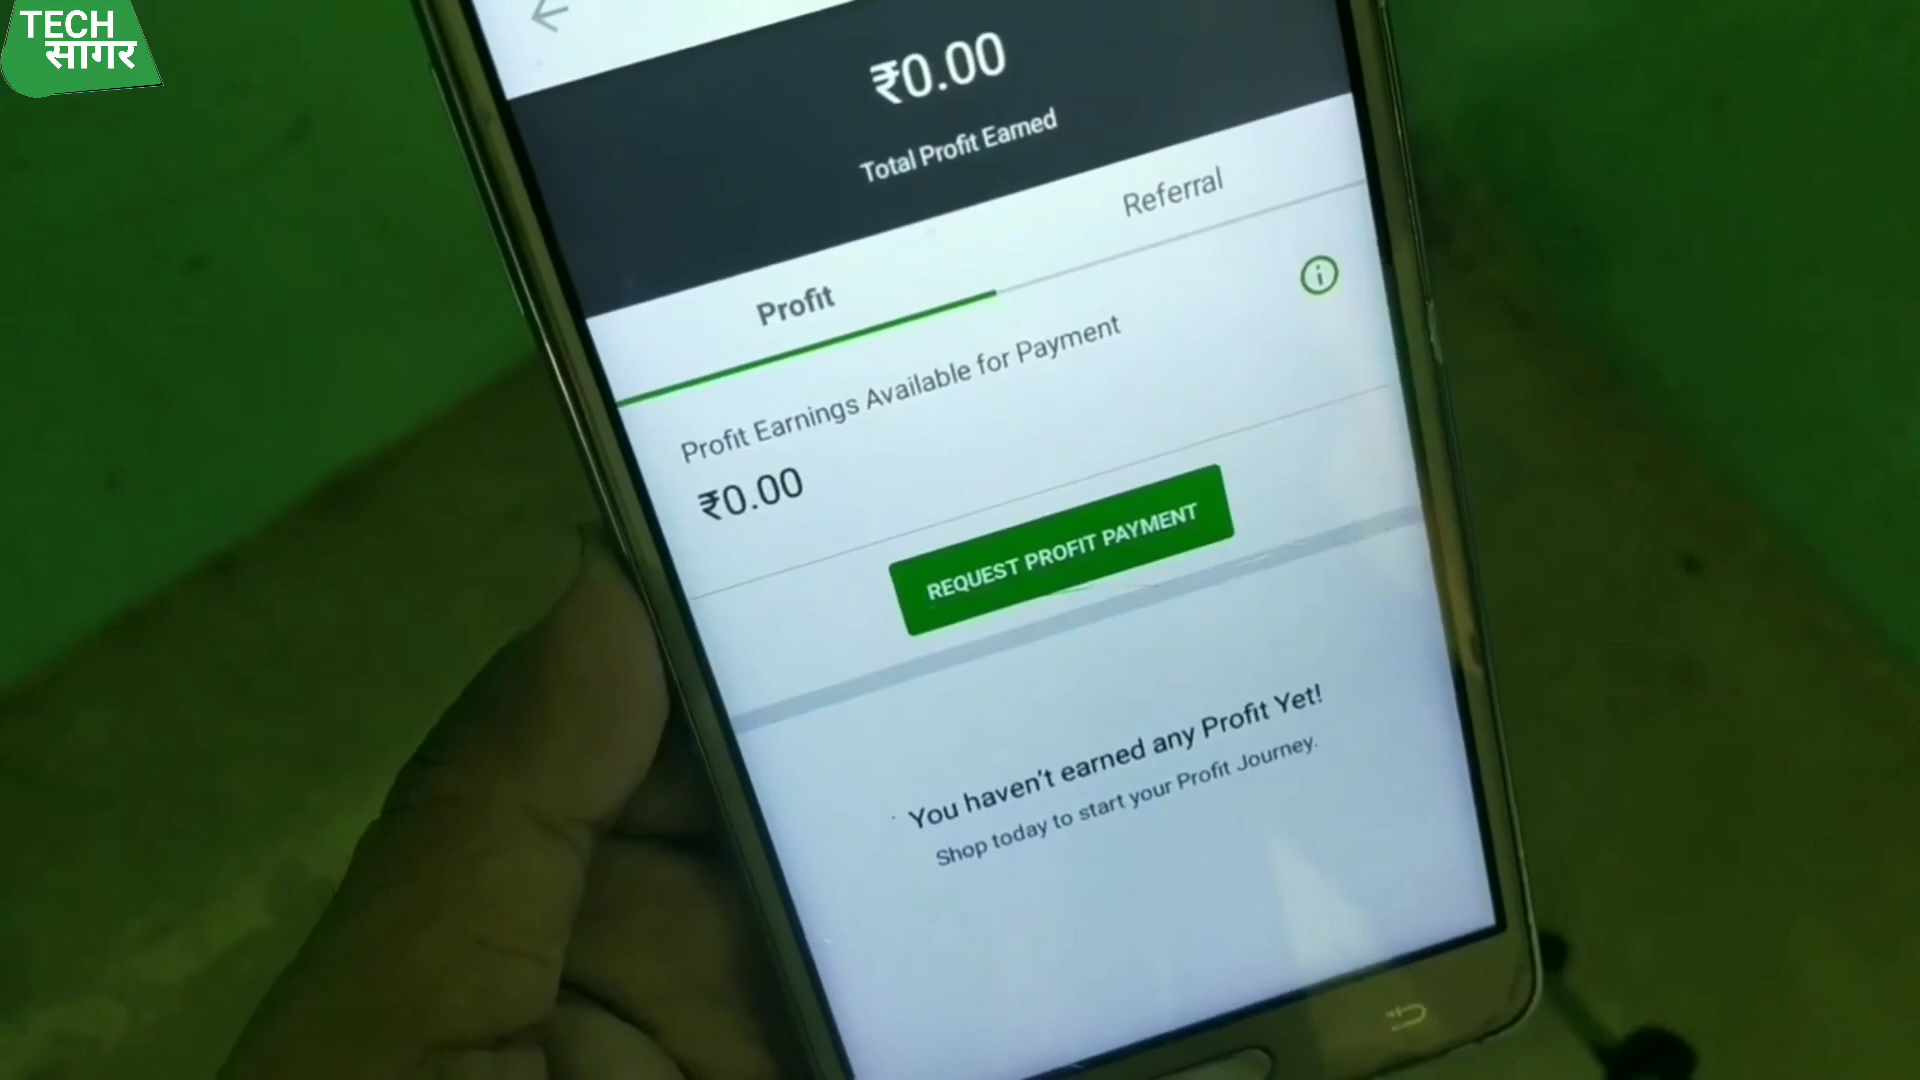 TECH
सागर
₹0.00
Total Profit Earned
Profit
Referral
Profit Earnings Available for Payment
₹0.00
REQUEST PROFIT PAYMENT
You haven't earned any Profit Yet!
Shop today to start your Profit Journey.